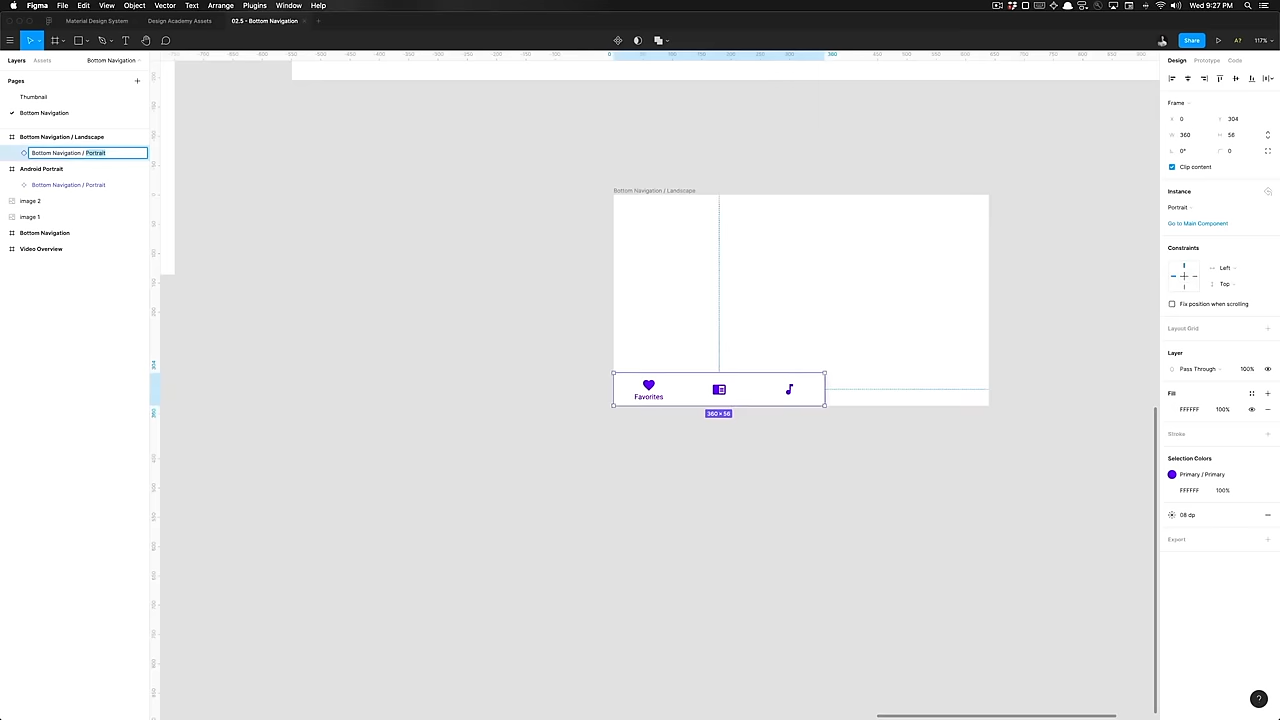 Figma File Edit View Object Vector Text Arrange Plugins Window Help
Wed 9:27 PM
Material Design System
Design Academy Assets
02.5 - Bottom Navigation
Share
A?
117%
Layers Assets Bottom Navigation
Pages
Thumbnail
Bottom Navigation
Bottom Navigation / Landscape
Bottom Navigation / Portrait
Android Portrait
Bottom Navigation / Portrait
image 2
image 1
Bottom Navigation
Video Overview
Bottom Navigation / Landscape
Favorites
360 × 56
Design Prototype Code
Frame
X 0 Y 304
W 360 H 56
0° 0
Clip content
Instance
Portrait
Go to Main Component
Constraints
Left
Top
Fix position when scrolling
Layout Grid
Layer
Pass Through 100%
Fill
FFFFFF 100%
Stroke
Selection Colors
Primary / Primary
FFFFFF 100%
08 dp
Export
?